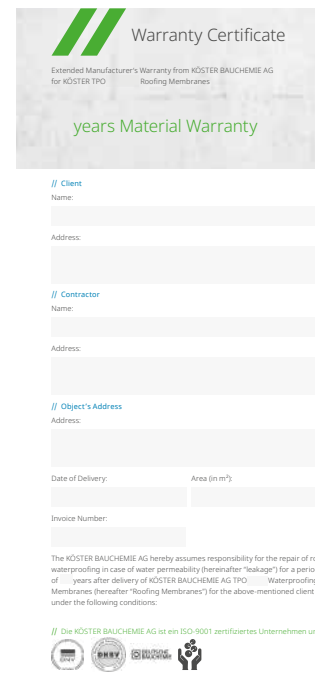 Warranty Certificate
Extended Manufacturer's Warranty from KÖSTER BAUCHEMIE AG
for KÖSTER TPO Roofing Membranes
years Material Warranty
// Client
Name:
Address:
// Contractor
Name:
Address:
// Object's Address
Address:
Date of Delivery: Area (in m²):
Invoice Number:
The KÖSTER BAUCHEMIE AG hereby assumes responsibility for the repair of ro
waterproofing in case of water permeability (hereinafter "leakage") for a perio
of years after delivery of KÖSTER BAUCHEMIE AG TPO Waterproofing
Membranes (hereafter "Roofing Membranes") for the above-mentioned client
under the following conditions:
// Die KÖSTER BAUCHEMIE AG ist ein ISO-9001 zertifiziertes Unternehmen u
DEUTSCHE
BAUCHEMIE